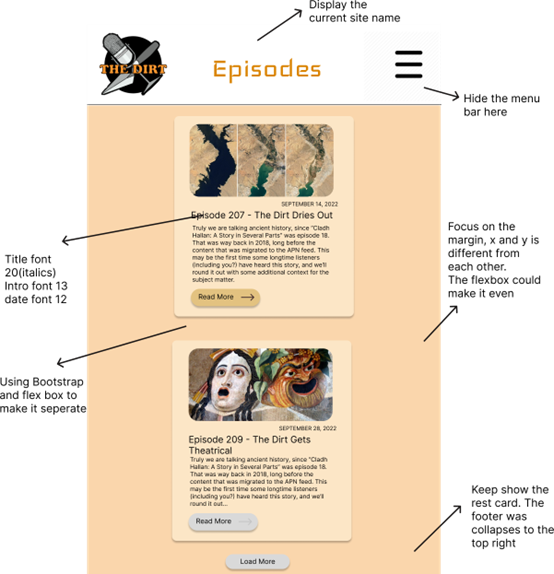 Display the
current site name
THE DIRT
Episodes
Hide the menu
bar here
SEPTEMBER 14, 2022
Episode 207 - The Dirt Dries Out
Truly we are talking ancient history, since “Cladh
Hallan: A Story in Several Parts” was episode 18.
That was way back in 2018, long before the
content that was migrated to the APN feed. This
may be the first time some longtime listeners
(including you?) have heard this story, and we'll
round it out with some additional context for the
subject matter.
Read More
Title font
20(italics)
Intro font 13
date font 12
Focus on the
margin, x and y is
different from
each other.
The flexbox could
make it even
Using Bootstrap
and flex box to
make it seperate
SEPTEMBER 28, 2022
Episode 209 - The Dirt Gets
Theatrical
Truly we are talking ancient history, since “Cladh
Hallan: A Story in Several Parts” was episode 18.
That was way back in 2018, long before the
content that was migrated to the APN feed. This
may be the first time some longtime listeners
(including you?) have heard this story, and we'll
round it out...
Read More
Load More
Keep show the
rest card. The
footer was
collapses to the
top right